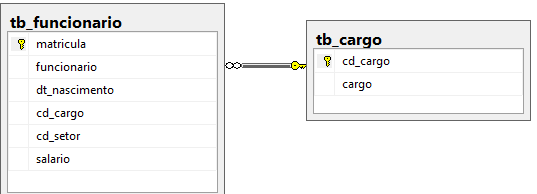 tb_funcionario
matricula
funcionario
dt_nascimento
cd_cargo
cd_setor
salario
tb_cargo
cd_cargo
cargo